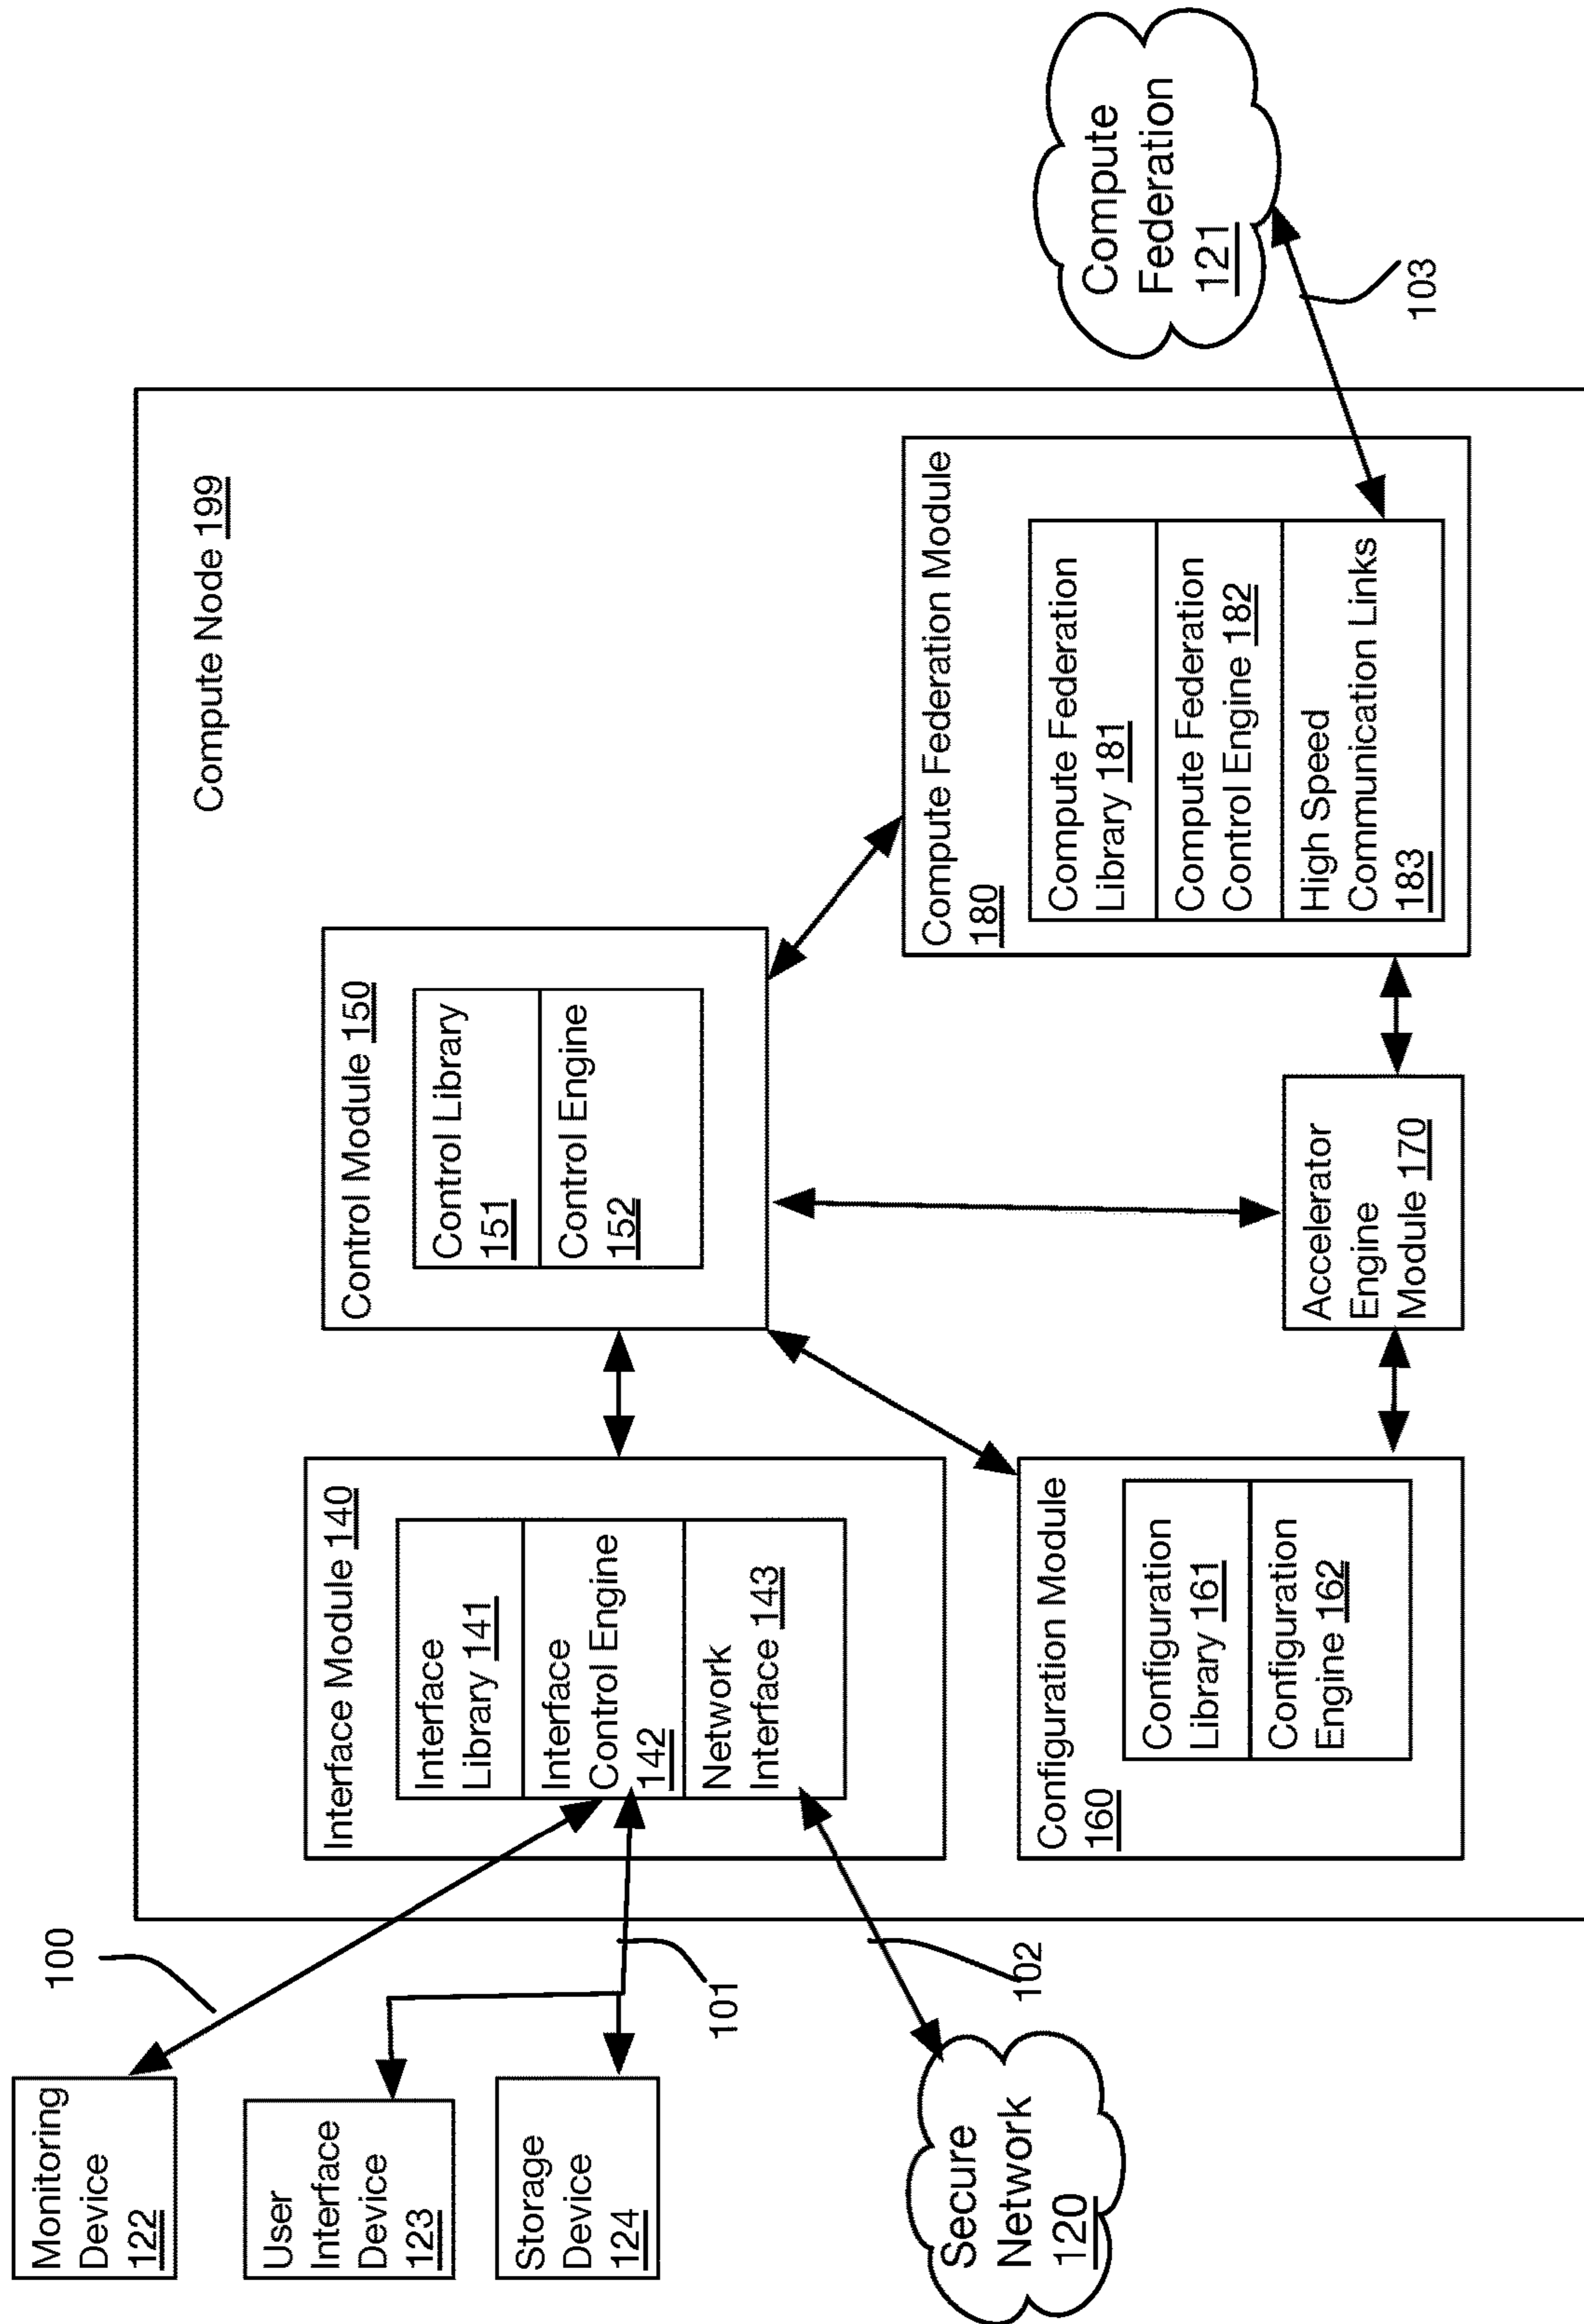 Monitoring
Device
122
User
Interface
Device
123
Storage
Device
124
Secure
Network
120
100
101
102
Compute Node 199
Interface Module 140
Interface
Library 141
Interface
Control Engine
142
Network
Interface 143
Configuration Module
160
Configuration
Library 161
Configuration
Engine 162
Control Module 150
Control Library
151
Control Engine
152
Accelerator
Engine
Module 170
Compute Federation Module
180
Compute Federation
Library 181
Compute Federation
Control Engine 182
High Speed
Communication Links
183
Compute
Federation
121
103